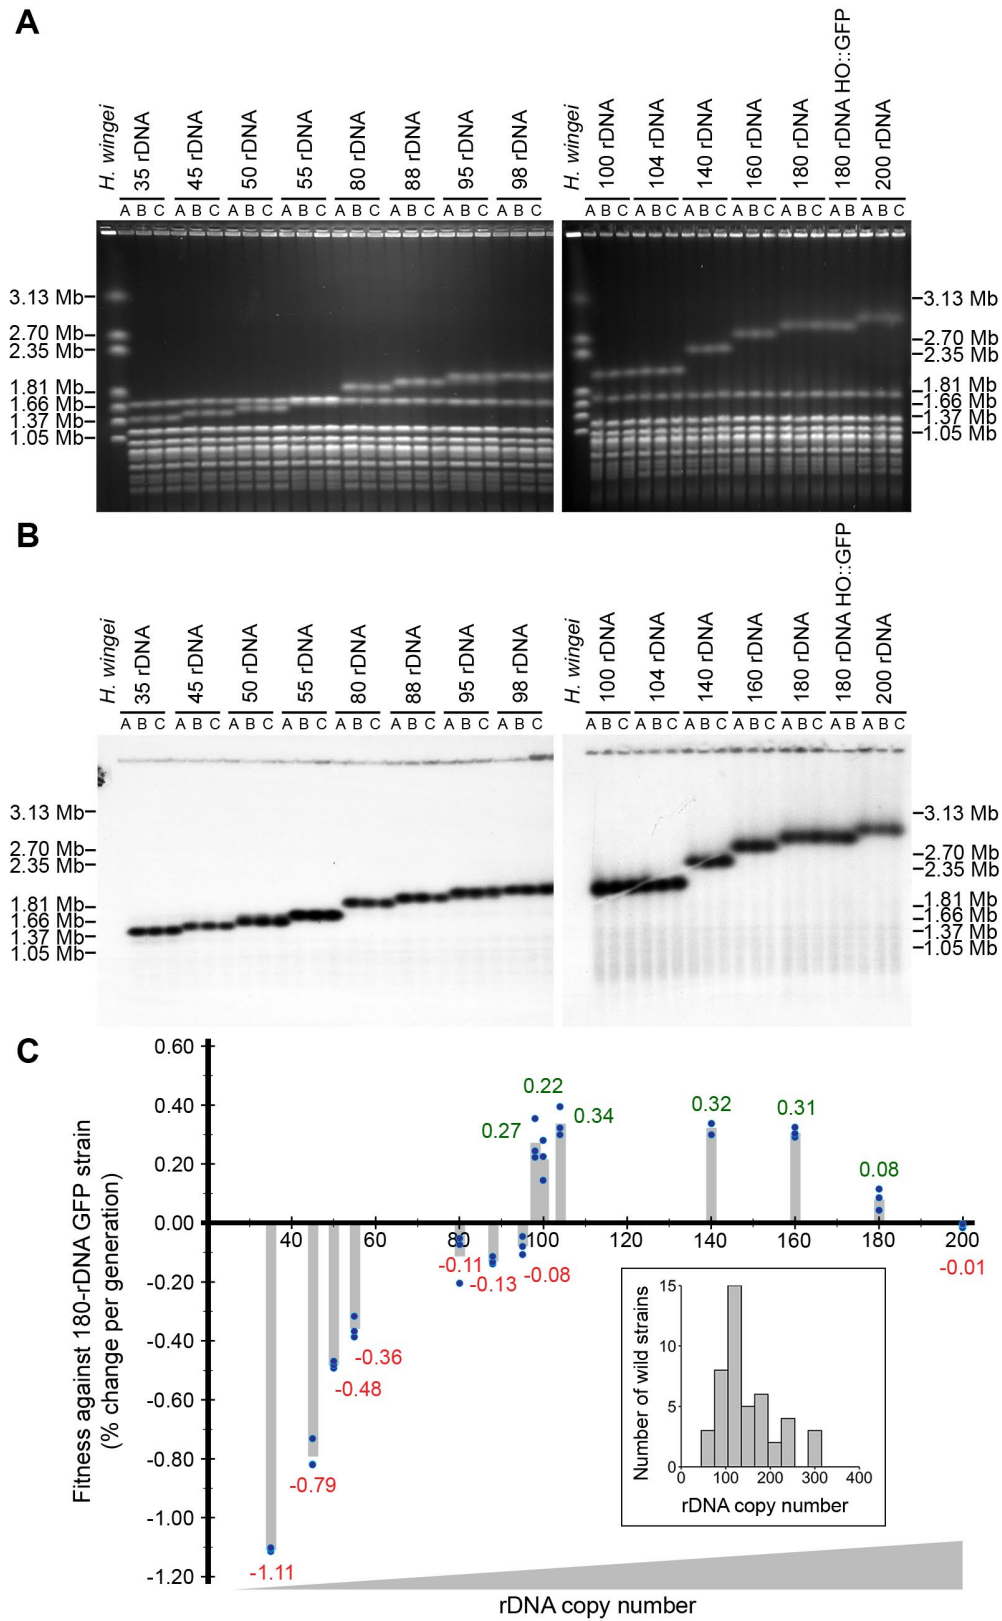 A
H. wingei
35 rDNA
45 rDNA
50 rDNA
55 rDNA
80 rDNA
88 rDNA
95 rDNA
98 rDNA
A B C A B C A B C A B C A B C A B C A B C A B C
3.13 Mb
2.70 Mb
2.35 Mb
1.81 Mb
1.66 Mb
1.37 Mb
1.05 Mb
H. wingei
100 rDNA
104 rDNA
140 rDNA
160 rDNA
180 rDNA
180 rDNA HO::GFP
200 rDNA
A B C A B C A B C A B C A B C A B A B C
3.13 Mb
2.70 Mb
2.35 Mb
1.81 Mb
1.66 Mb
1.37 Mb
1.05 Mb
B
H. wingei
35 rDNA
45 rDNA
50 rDNA
55 rDNA
80 rDNA
88 rDNA
95 rDNA
98 rDNA
A B C A B C A B C A B C A B C A B C A B C A B C
3.13 Mb
2.70 Mb
2.35 Mb
1.81 Mb
1.66 Mb
1.37 Mb
1.05 Mb
H. wingei
100 rDNA
104 rDNA
140 rDNA
160 rDNA
180 rDNA
180 rDNA HO::GFP
200 rDNA
A B C A B C A B C A B C A B C A B A B C
3.13 Mb
2.70 Mb
2.35 Mb
1.81 Mb
1.66 Mb
1.37 Mb
1.05 Mb
C
Fitness against 180-rDNA GFP strain
(% change per generation)
0.60
0.40
0.20
0.00
-0.20
-0.40
-0.60
-0.80
-1.00
-1.20
0.22
0.27
0.34
0.32
0.31
0.08
40 60 80 100 120 140 160 180 200
-0.11
-0.13
-0.08
-0.01
-0.36
-0.48
-0.79
-1.11
Number of wild strains
15
10
5
0
0 100 200 300 400
rDNA copy number
rDNA copy number